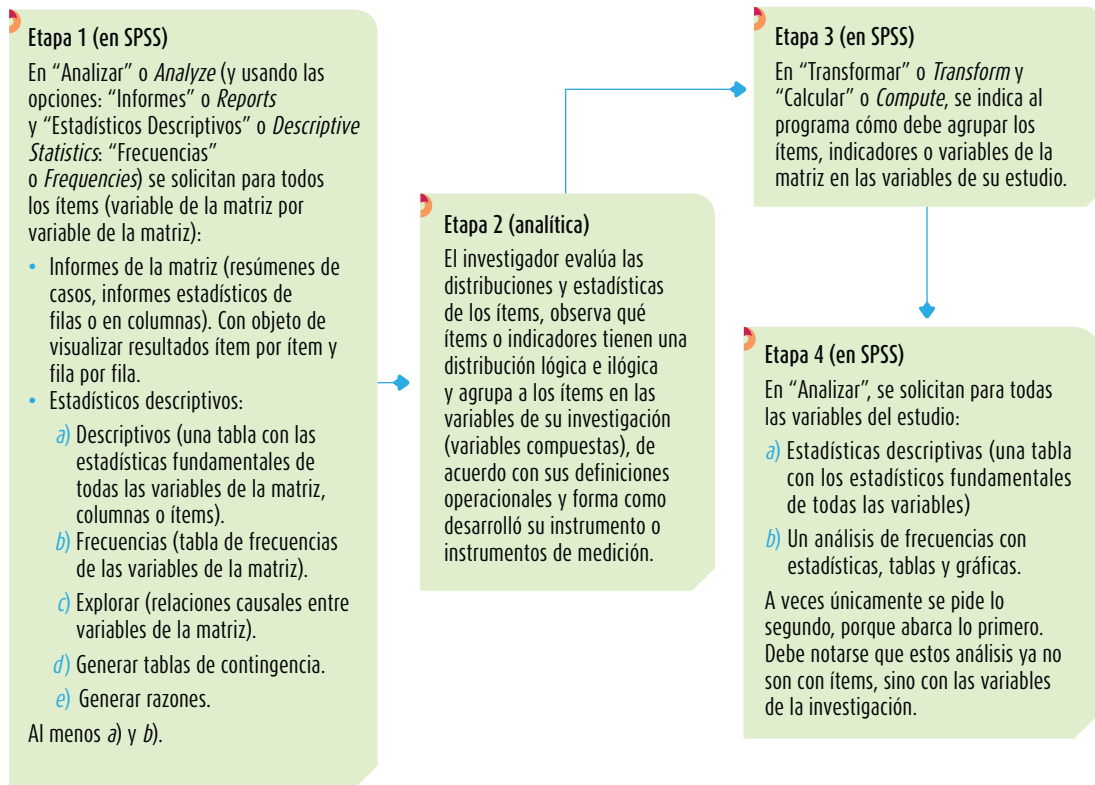 Etapa 1 (en SPSS)
En “Analizar” o Analyze (y usando las
opciones: “Informes” o Reports
y “Estadísticos Descriptivos” o Descriptive
Statistics: “Frecuencias”
o Frequencies) se solicitan para todos
los ítems (variable de la matriz por
variable de la matriz):
• Informes de la matriz (resúmenes de
casos, informes estadísticos de
filas o en columnas). Con objeto de
visualizar resultados ítem por ítem y
fila por fila.
• Estadísticos descriptivos:
a) Descriptivos (una tabla con las
estadísticas fundamentales de
todas las variables de la matriz,
columnas o ítems).
b) Frecuencias (tabla de frecuencias
de las variables de la matriz).
c) Explorar (relaciones causales entre
variables de la matriz).
d) Generar tablas de contingencia.
e) Generar razones.
Al menos a) y b).
Etapa 2 (analítica)
El investigador evalúa las
distribuciones y estadísticas
de los ítems, observa qué
ítems o indicadores tienen una
distribución lógica e ilógica
y agrupa a los ítems en las
variables de su investigación
(variables compuestas), de
acuerdo con sus definiciones
operacionales y forma como
desarrolló su instrumento o
instrumentos de medición.
Etapa 3 (en SPSS)
En “Transformar” o Transform y
“Calcular” o Compute, se indica al
programa cómo debe agrupar los
ítems, indicadores o variables de la
matriz en las variables de su estudio.
Etapa 4 (en SPSS)
En “Analizar”, se solicitan para todas
las variables del estudio:
a) Estadísticas descriptivas (una tabla
con los estadísticos fundamentales
de todas las variables)
b) Un análisis de frecuencias con
estadísticas, tablas y gráficas.
A veces únicamente se pide lo
segundo, porque abarca lo primero.
Debe notarse que estos análisis ya no
son con ítems, sino con las variables
de la investigación.